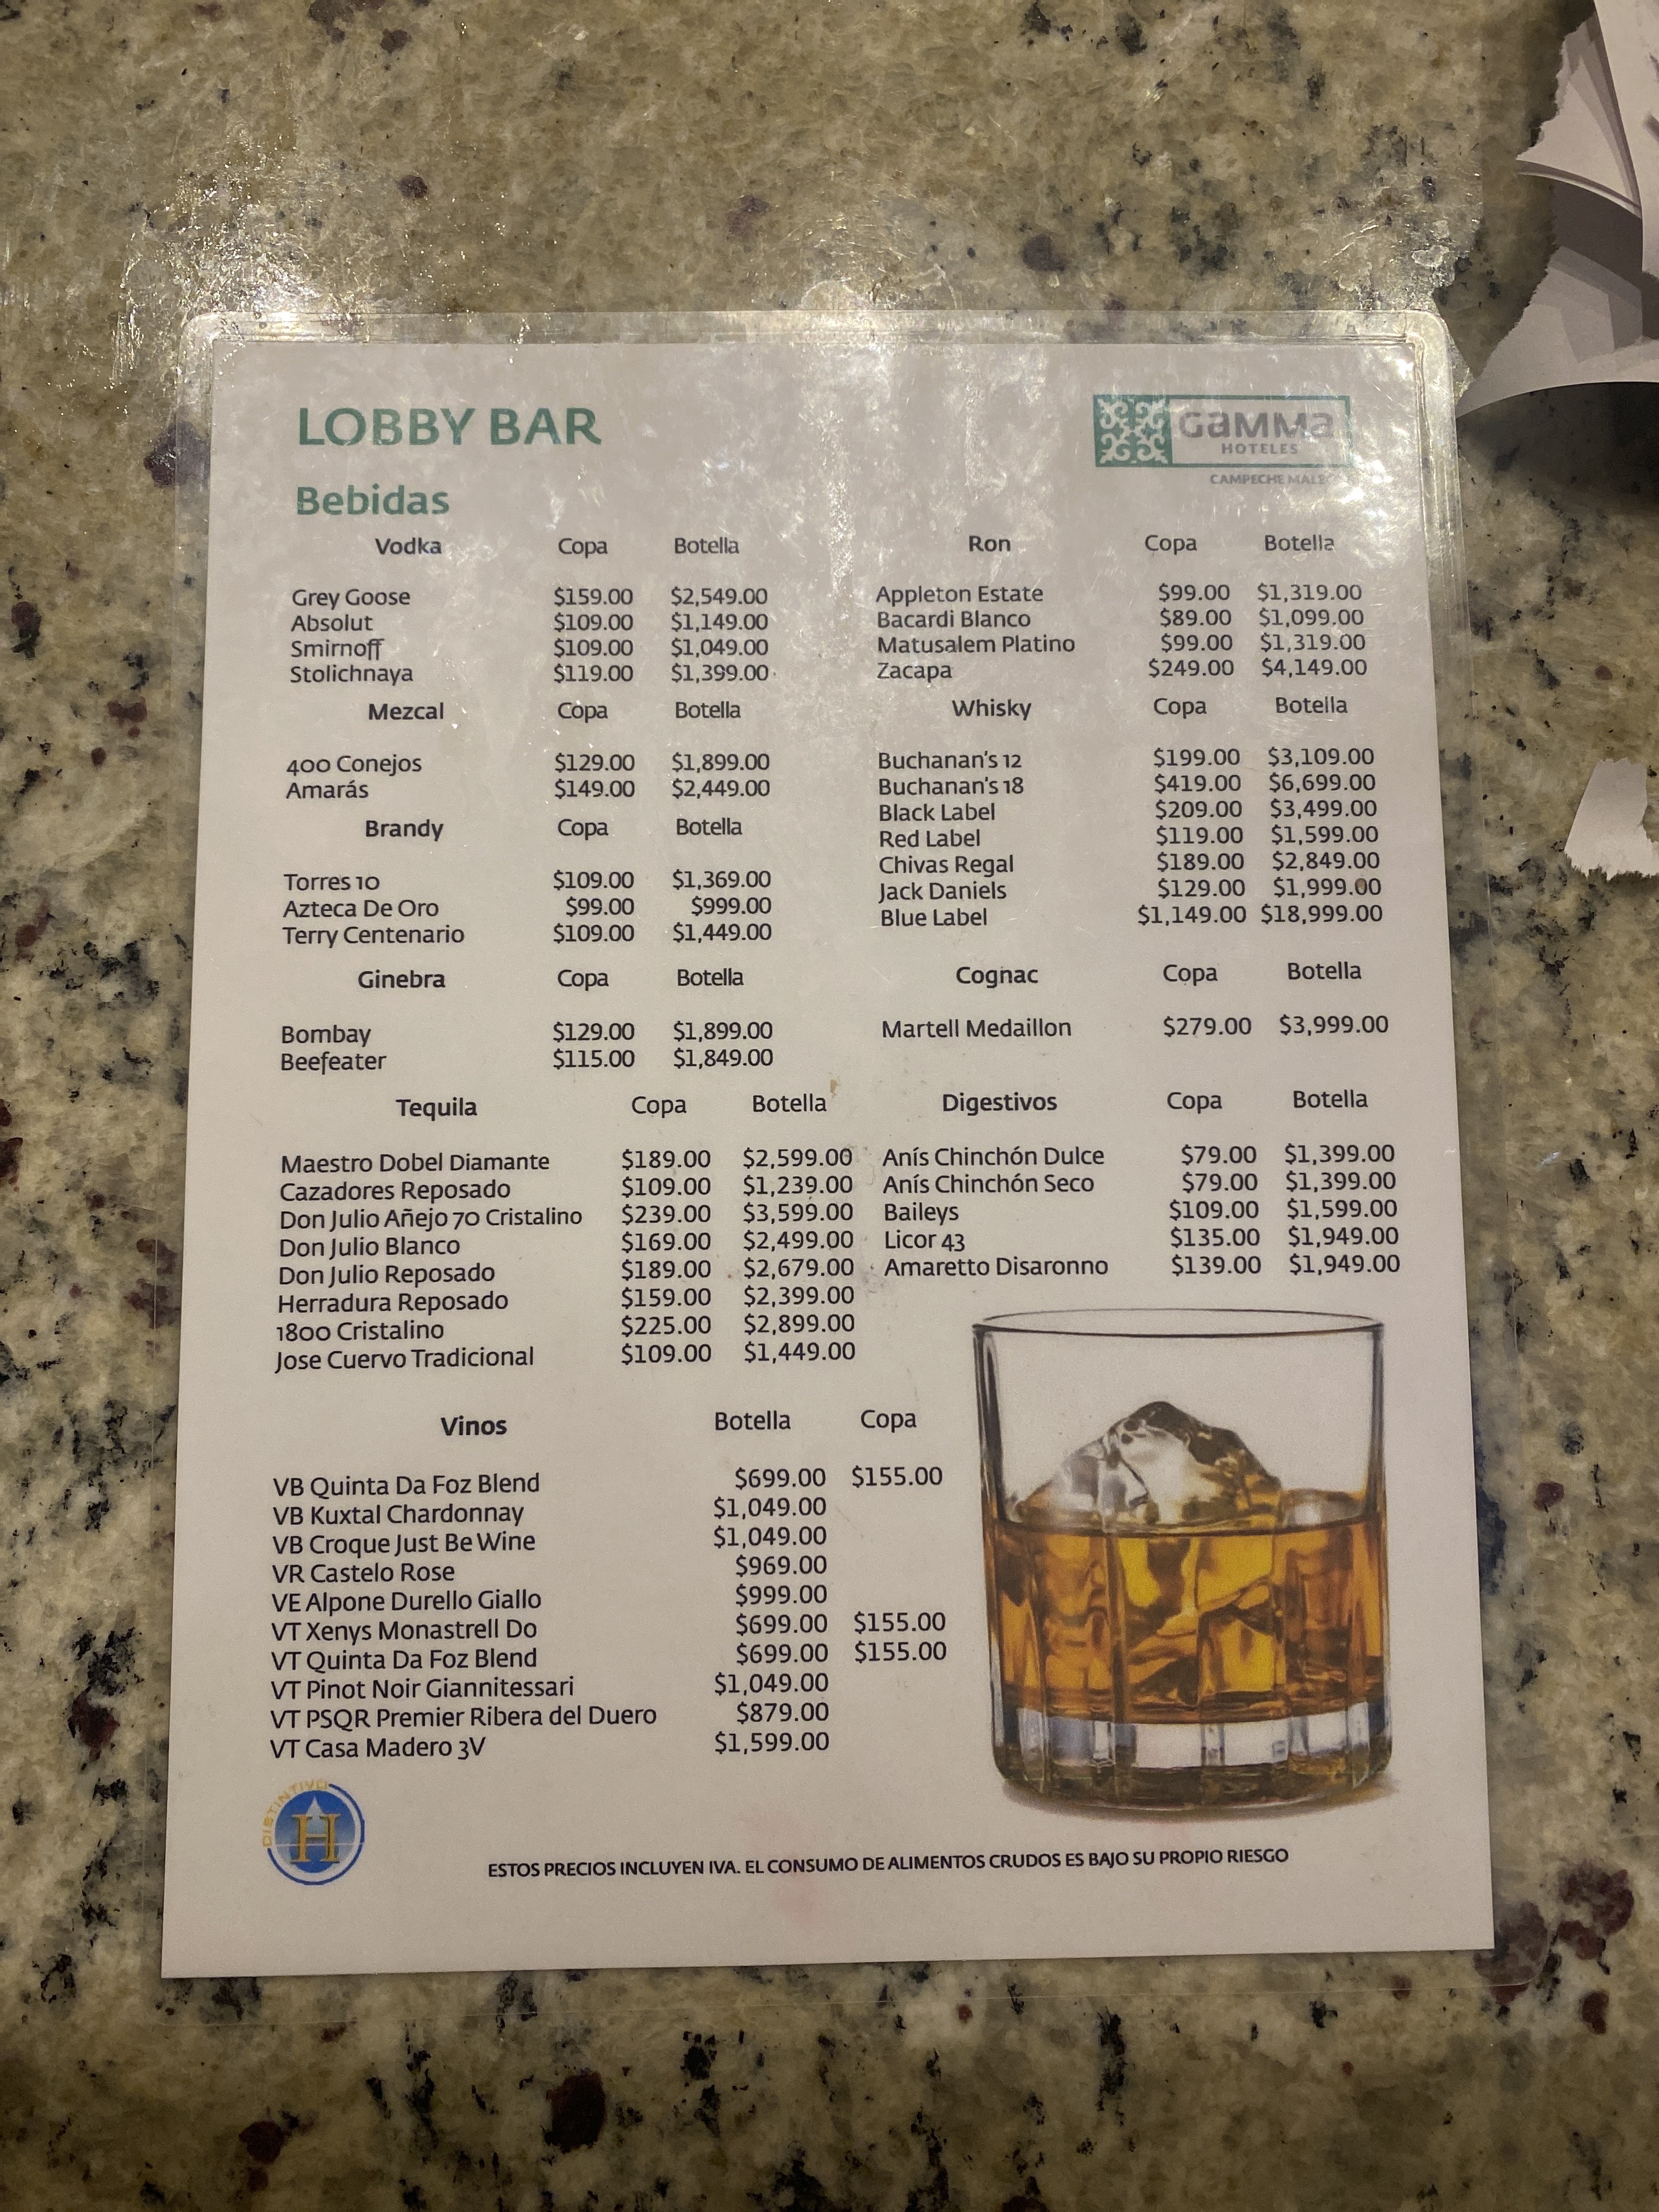 LOBBY BAR
GAMMA
HOTELES
CAMPECHE
Bebidas
Vodka Copa Botella
Grey Goose $159.00 $2,549.00
Absolut $109.00 $1,149.00
Smirnoff $109.00 $1,049.00
Stolichnaya $119.00 $1,399.00
Mezcal Copa Botella
400 Conejos $129.00 $1,899.00
Amarás $149.00 $2,449.00
Brandy Copa Botella
Torres 10 $109.00 $1,369.00
Azteca De Oro $99.00 $999.00
Terry Centenario $109.00 $1,449.00
Ginebra Copa Botella
Bombay $129.00 $1,899.00
Beefeater $115.00 $1,849.00
Tequila Copa Botella
Maestro Dobel Diamante $189.00 $2,599.00
Cazadores Reposado $109.00 $1,239.00
Don Julio Añejo 70 Cristalino $239.00 $3,599.00
Don Julio Blanco $169.00 $2,499.00
Don Julio Reposado $189.00 $2,679.00
Herradura Reposado $159.00 $2,399.00
1800 Cristalino $225.00 $2,899.00
Jose Cuervo Tradicional $109.00 $1,449.00
Ron Copa Botella
Appleton Estate $99.00 $1,319.00
Bacardi Blanco $89.00 $1,099.00
Matusalem Platino $99.00 $1,319.00
Zacapa $249.00 $4,149.00
Whisky Copa Botella
Buchanan's 12 $199.00 $3,109.00
Buchanan's 18 $419.00 $6,699.00
Black Label $209.00 $3,499.00
Red Label $119.00 $1,599.00
Chivas Regal $189.00 $2,849.00
Jack Daniels $129.00 $1,999.00
Blue Label $1,149.00 $18,999.00
Cognac Copa Botella
Martell Medaillon $279.00 $3,999.00
Digestivos Copa Botella
Anís Chinchón Dulce $79.00 $1,399.00
Anís Chinchón Seco $79.00 $1,399.00
Baileys $109.00 $1,599.00
Licor 43 $135.00 $1,949.00
Amaretto Disaronno $139.00 $1,949.00
Vinos Botella Copa
VB Quinta Da Foz Blend $699.00 $155.00
VB Kuxtal Chardonnay $1,049.00
VB Croque Just Be Wine $1,049.00
VR Castelo Rose $969.00
VE Alpone Durello Giallo $999.00
VT Xenys Monastrell Do $699.00 $155.00
VT Quinta Da Foz Blend $699.00 $155.00
VT Pinot Noir Giannitessari $1,049.00
VT PSQR Premier Ribera del Duero $879.00
VT Casa Madero 3V $1,599.00
DISTINTIVO
H
ESTOS PRECIOS INCLUYEN IVA. EL CONSUMO DE ALIMENTOS CRUDOS ES BAJO SU PROPIO RIESGO